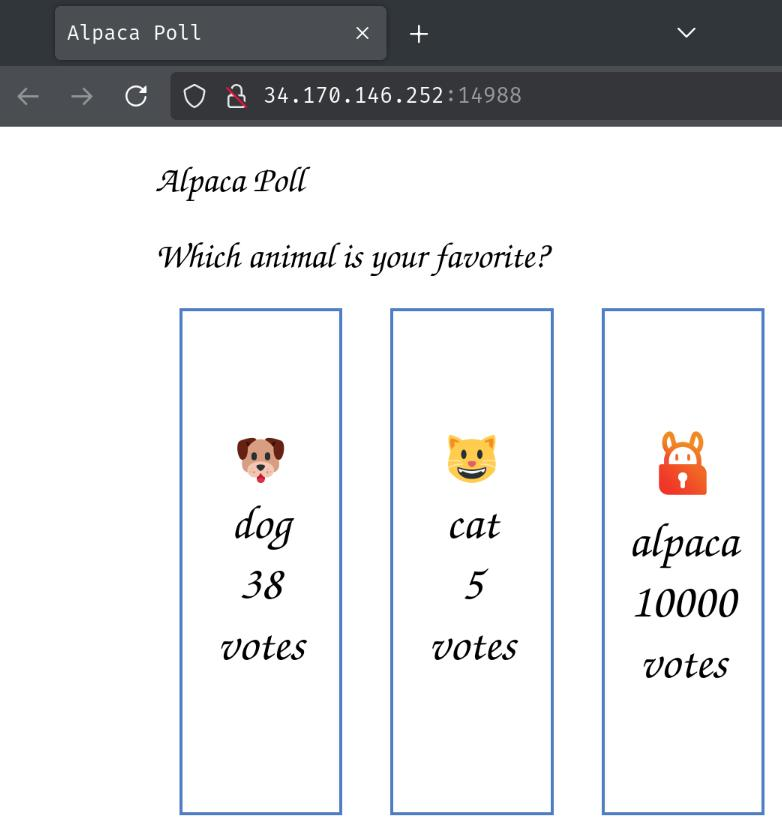 Alpaca Poll
34.170.146.252:14988
Alpaca Poll
Which animal is your favorite?
dog
38
votes
cat
5
votes
alpaca
10000
votes